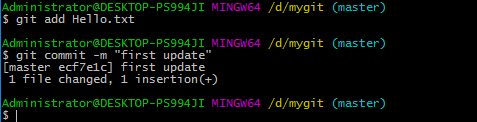 Administrator@DESKTOP-PS994JI MINGW64 /d/mygit (master)
$ git add Hello.txt
Administrator@DESKTOP-PS994JI MINGW64 /d/mygit (master)
$ git commit -m "first update"
[master ecf7e1c] first update
1 file changed, 1 insertion(+)
Administrator@DESKTOP-PS994JI MINGW64 /d/mygit (master)
$